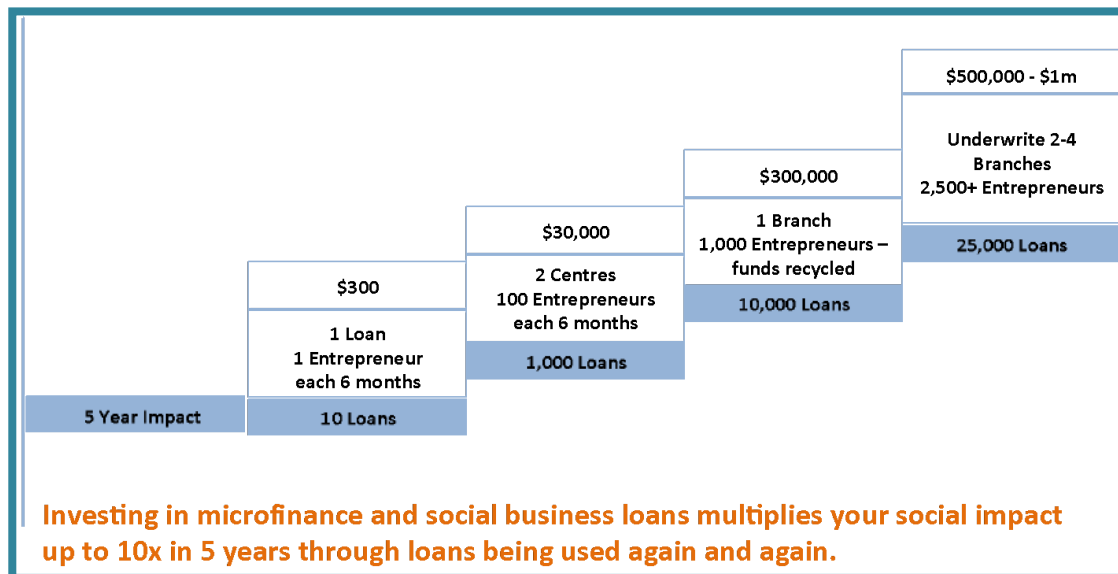 $500,000 - $1m
Underwrite 2-4
Branches
2,500+ Entrepreneurs
25,000 Loans
$300,000
1 Branch
1,000 Entrepreneurs –
funds recycled
10,000 Loans
$30,000
2 Centres
100 Entrepreneurs
each 6 months
1,000 Loans
$300
1 Loan
1 Entrepreneur
each 6 months
10 Loans
5 Year Impact
Investing in microfinance and social business loans multiplies your social impact
up to 10x in 5 years through loans being used again and again.